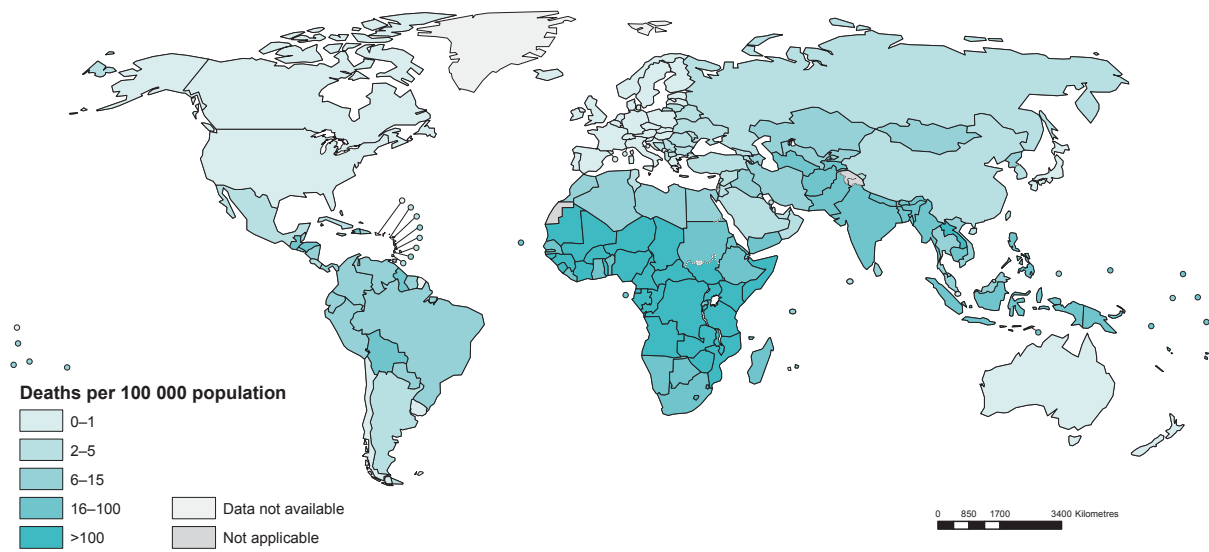 Deaths per 100 000 population
0–1
2–5
6–15
16–100
>100
Data not available
Not applicable
0 850 1700 3400 Kilometres